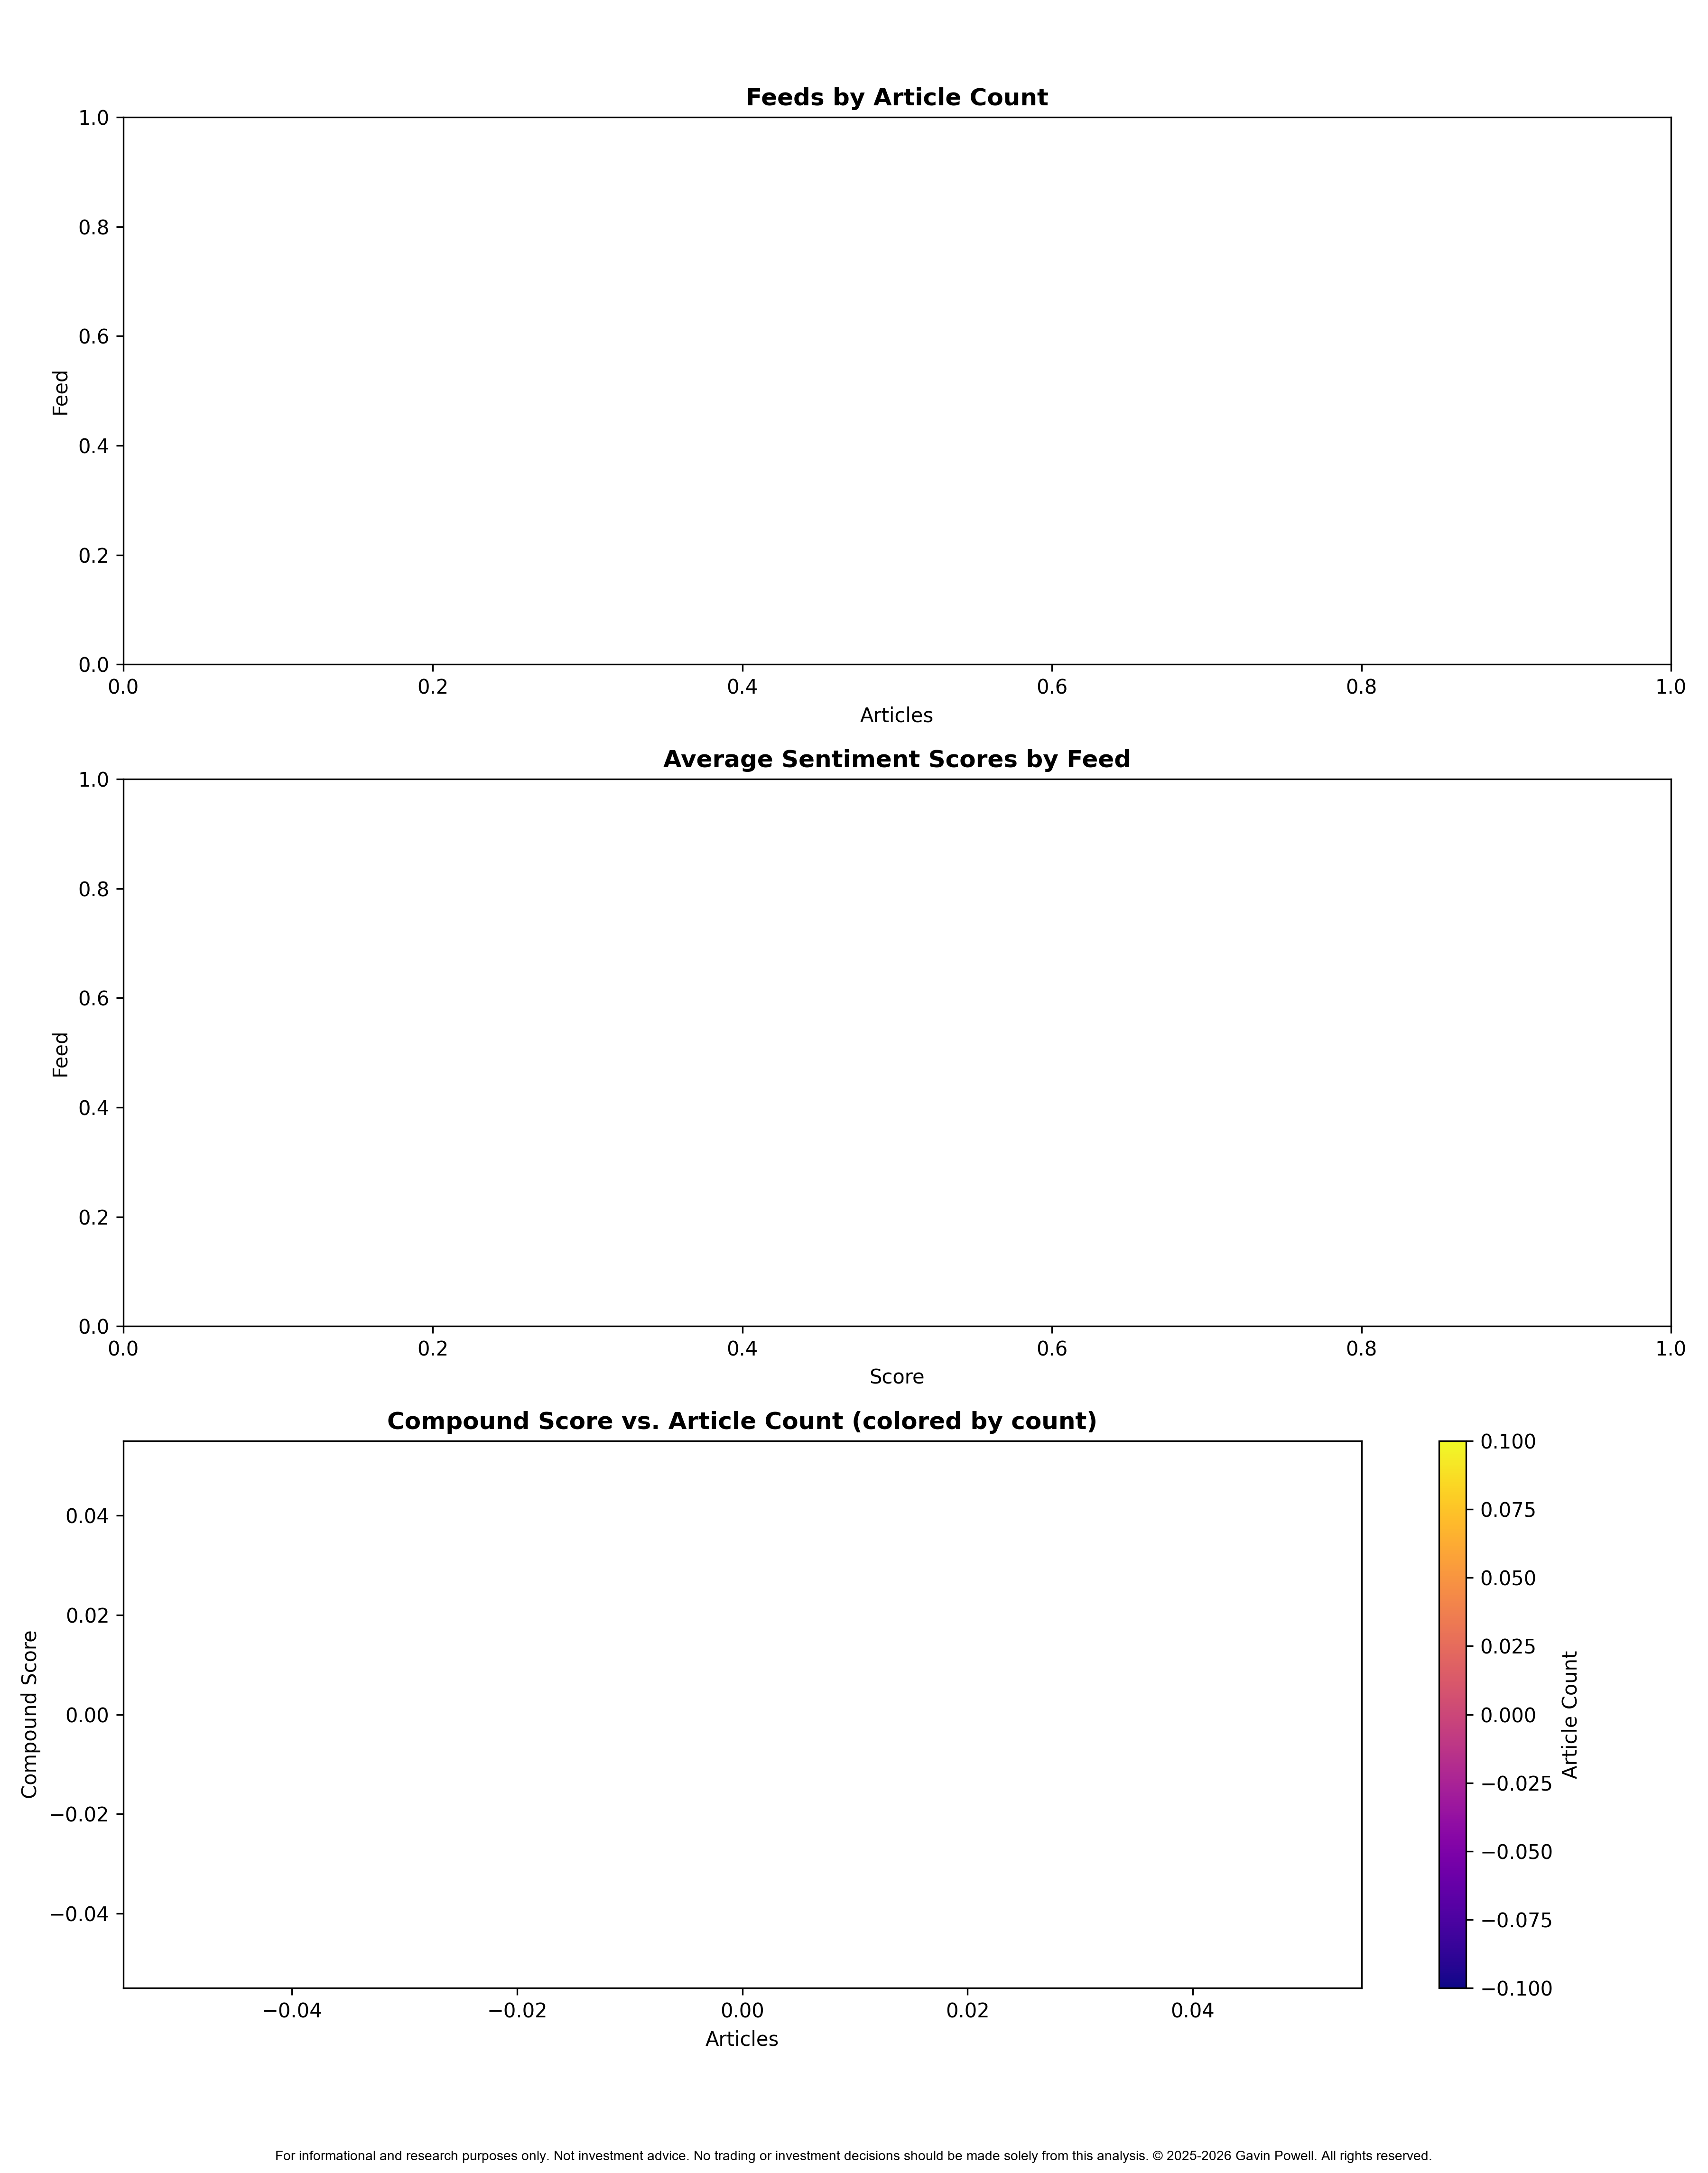 Feeds by Article Count
1.0
0.8
0.6
0.4
0.2
0.0
Feed
0.0 0.2 0.4 0.6 0.8 1.0
Articles
Average Sentiment Scores by Feed
1.0
0.8
0.6
0.4
0.2
0.0
Feed
0.0 0.2 0.4 0.6 0.8 1.0
Score
Compound Score vs. Article Count (colored by count)
0.04
0.02
0.00
−0.02
−0.04
Compound Score
−0.04 −0.02 0.00 0.02 0.04
Articles
0.100
0.075
0.050
0.025
0.000
−0.025
−0.050
−0.075
−0.100
Article Count
For informational and research purposes only. Not investment advice. No trading or investment decisions should be made solely from this analysis. © 2025-2026 Gavin Powell. All rights reserved.